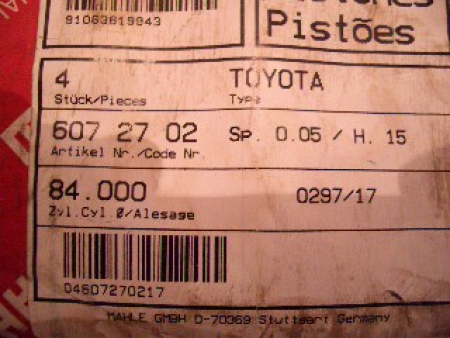 91063619943
Pistões
4 TOYOTA
Stück/Pieces Type
607 27 02 Sp. 0.05 / H. 15
Artikel Nr./Code Nr.
84.000 0297/17
Zyl.Cyl.Ø/Alesage
04607270217
MAHLE GMBH D-70369 Stuttgart Germany